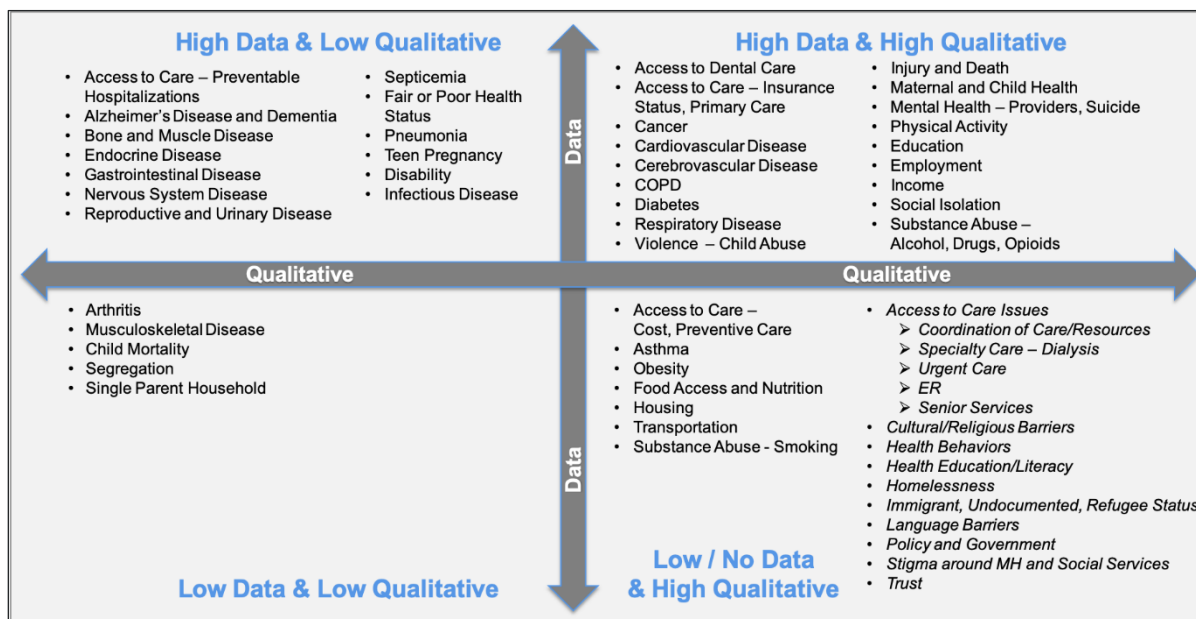 High Data & Low Qualitative
• Access to Care – Preventable
Hospitalizations
• Alzheimer's Disease and Dementia
• Bone and Muscle Disease
• Endocrine Disease
• Gastrointestinal Disease
• Nervous System Disease
• Reproductive and Urinary Disease
• Septicemia
• Fair or Poor Health
Status
• Pneumonia
• Teen Pregnancy
• Disability
• Infectious Disease
Data
High Data & High Qualitative
• Access to Dental Care
• Access to Care – Insurance
Status, Primary Care
• Cancer
• Cardiovascular Disease
• Cerebrovascular Disease
• COPD
• Diabetes
• Respiratory Disease
• Violence – Child Abuse
• Injury and Death
• Maternal and Child Health
• Mental Health – Providers, Suicide
• Physical Activity
• Education
• Employment
• Income
• Social Isolation
• Substance Abuse –
Alcohol, Drugs, Opioids
Qualitative
Qualitative
• Arthritis
• Musculoskeletal Disease
• Child Mortality
• Segregation
• Single Parent Household
Low Data & Low Qualitative
Data
• Access to Care –
Cost, Preventive Care
• Asthma
• Obesity
• Food Access and Nutrition
• Housing
• Transportation
• Substance Abuse - Smoking
• Access to Care Issues
➢ Coordination of Care/Resources
➢ Specialty Care – Dialysis
➢ Urgent Care
➢ ER
➢ Senior Services
• Cultural/Religious Barriers
• Health Behaviors
• Health Education/Literacy
• Homelessness
• Immigrant, Undocumented, Refugee Status
• Language Barriers
• Policy and Government
• Stigma around MH and Social Services
• Trust
Low / No Data
& High Qualitative